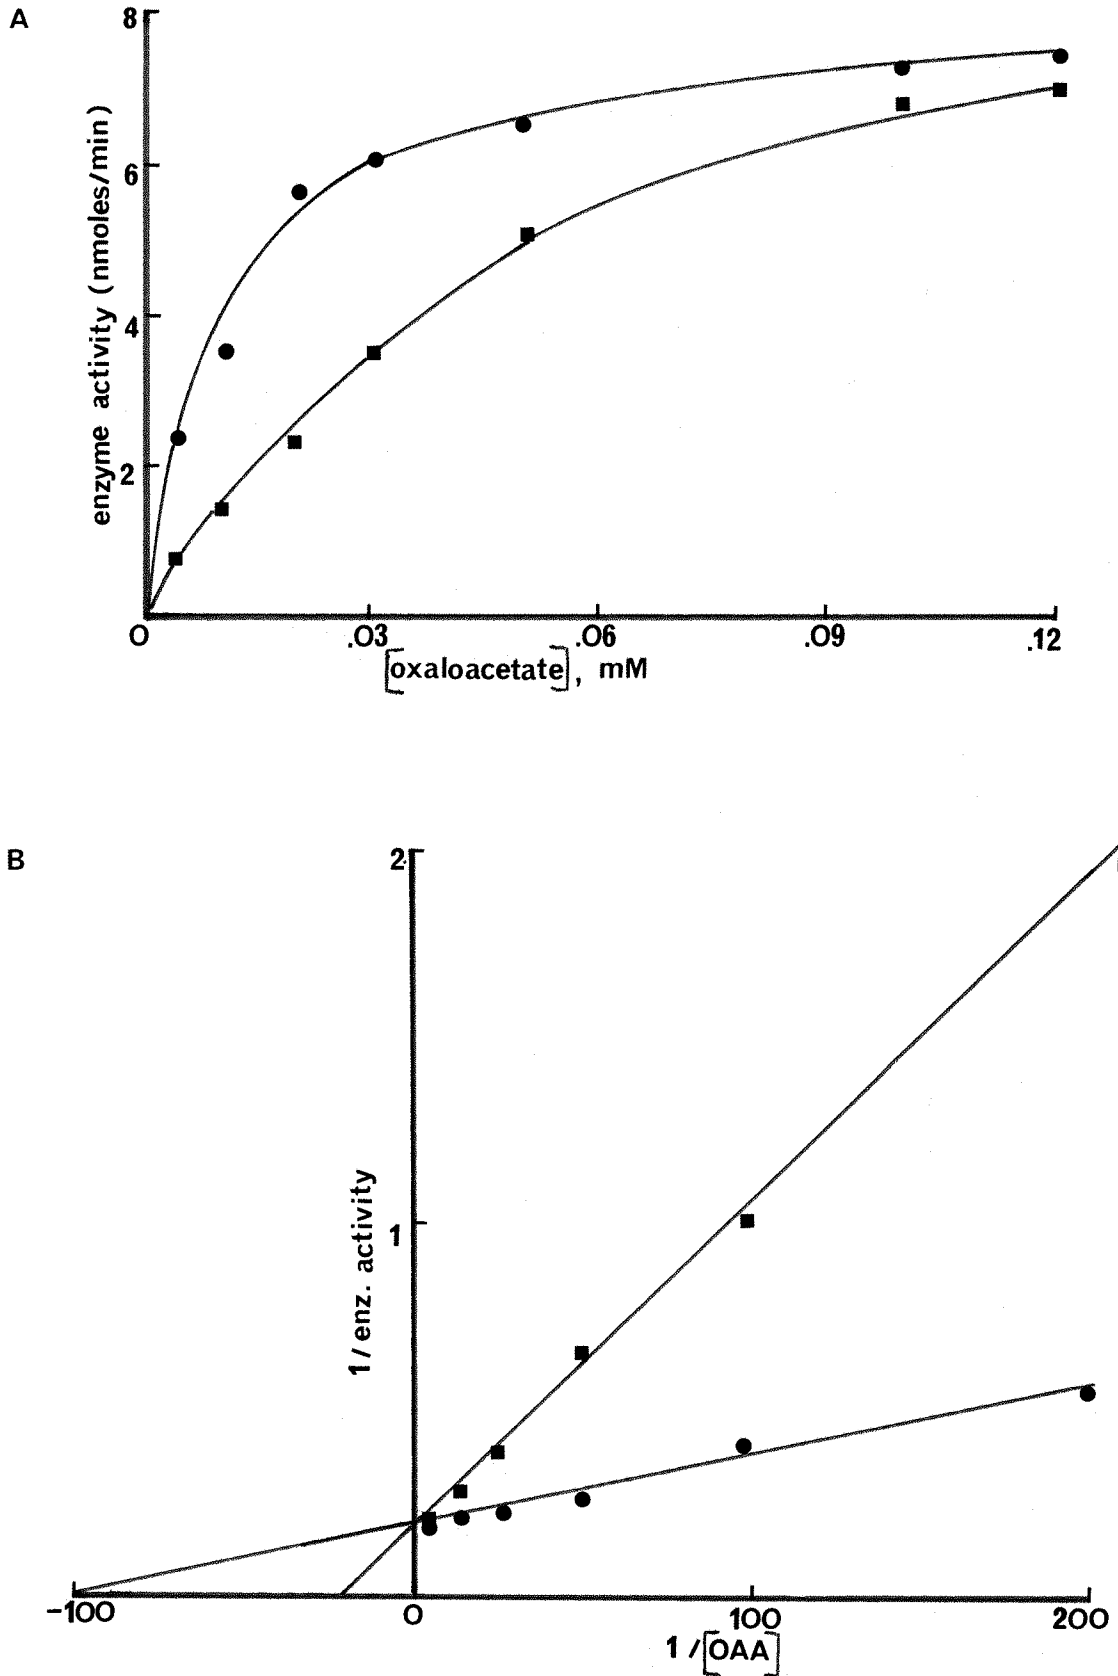 A
8
6
4
2
enzyme activity (nmoles/min)
0 .03 .06 .09 .12
[oxaloacetate], mM
B
2
1
1/enz. activity
-100 0 100 200
1/[OAA]